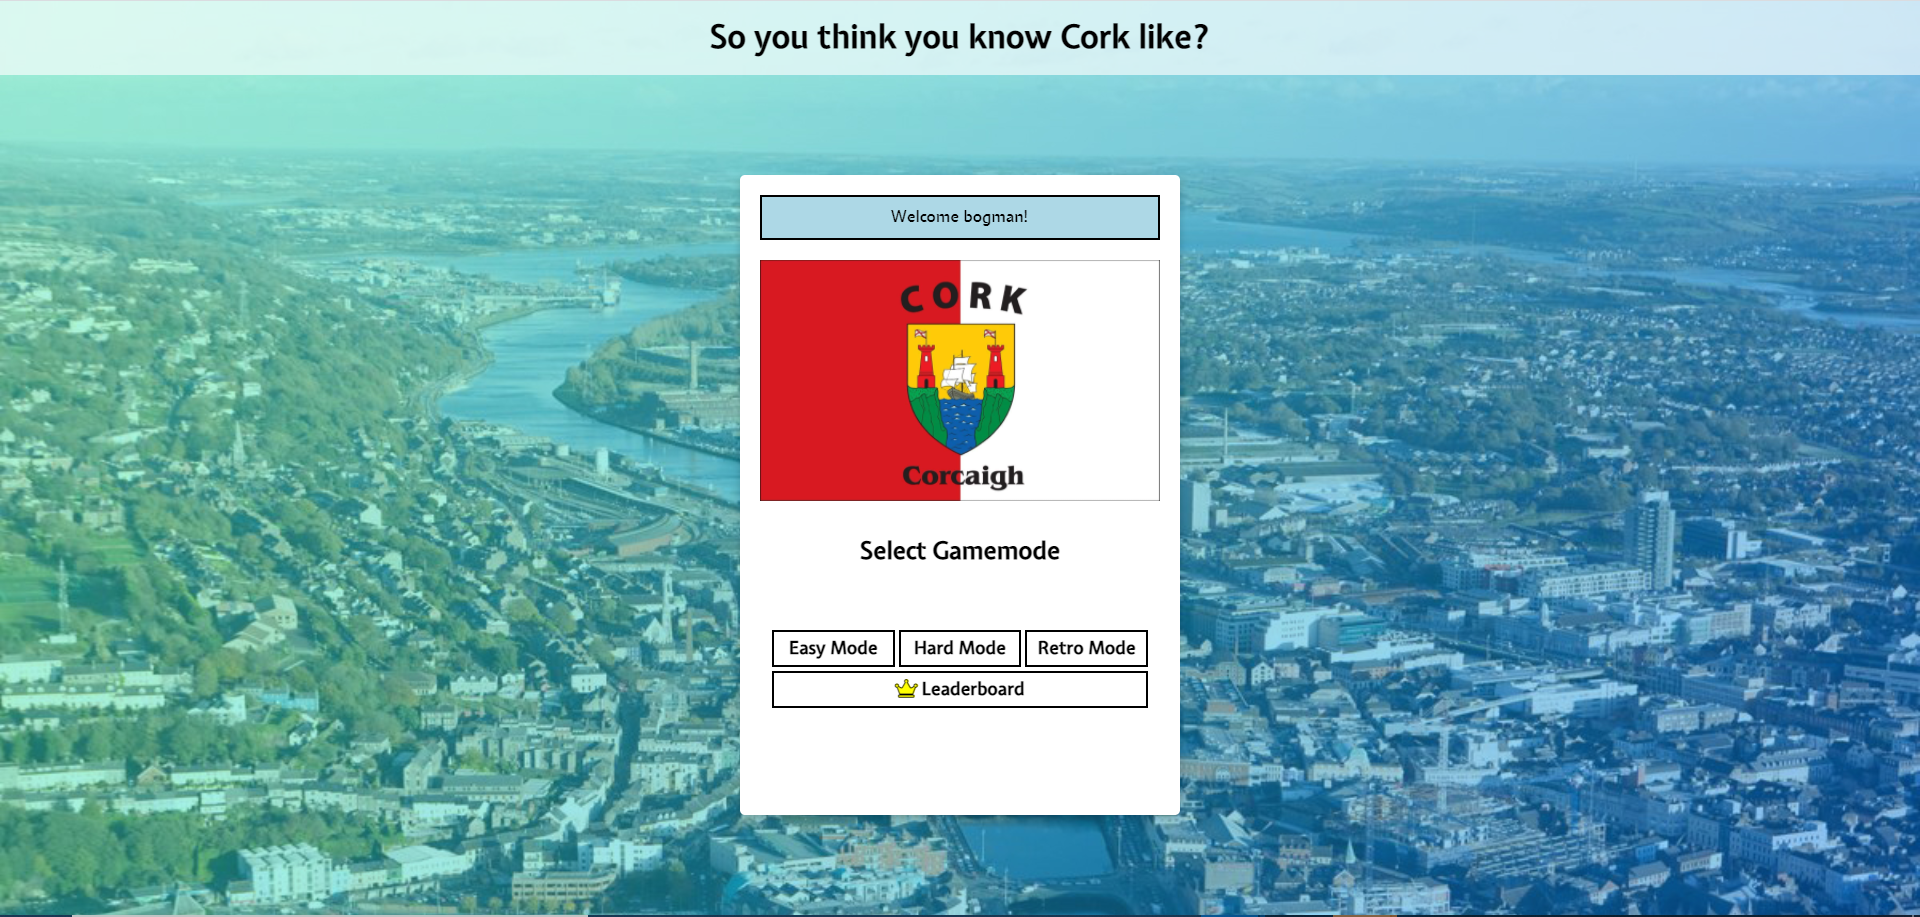 So you think you know Cork like?
Welcome bogman!
CORK
Corcaigh
Select Gamemode
Easy Mode
Hard Mode
Retro Mode
Leaderboard